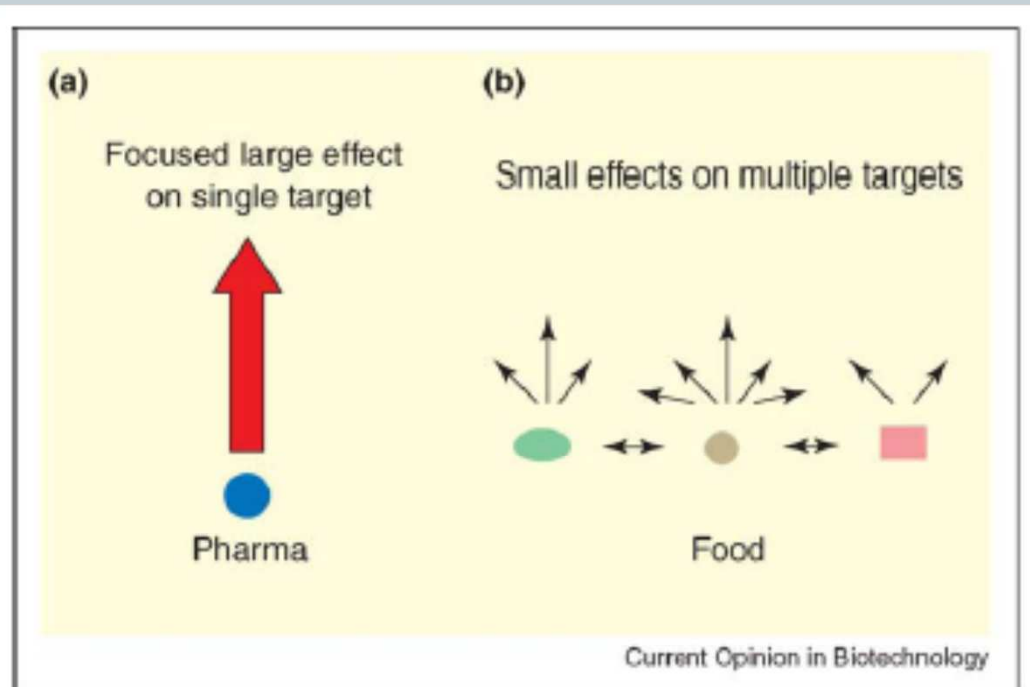 (a)
Focused large effect
on single target
Pharma
(b)
Small effects on multiple targets
Food
Current Opinion in Biotechnology